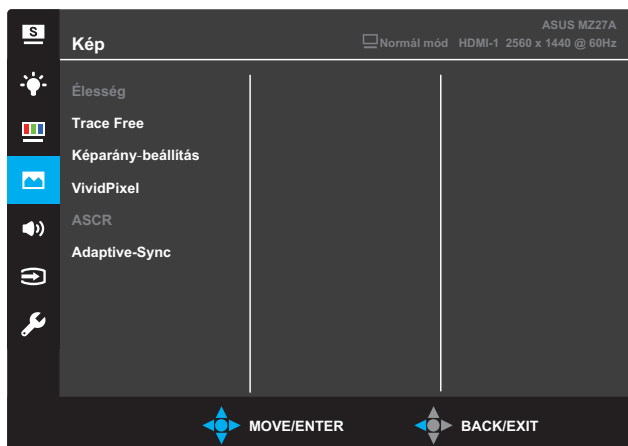 S
ASUS MZ27A
Kép
Normál mód HDMI-1 2560 x 1440 @ 60Hz
Élesség
Trace Free
Képarány-beállítás
VividPixel
ASCR
Adaptive-Sync
MOVE/ENTER
BACK/EXIT